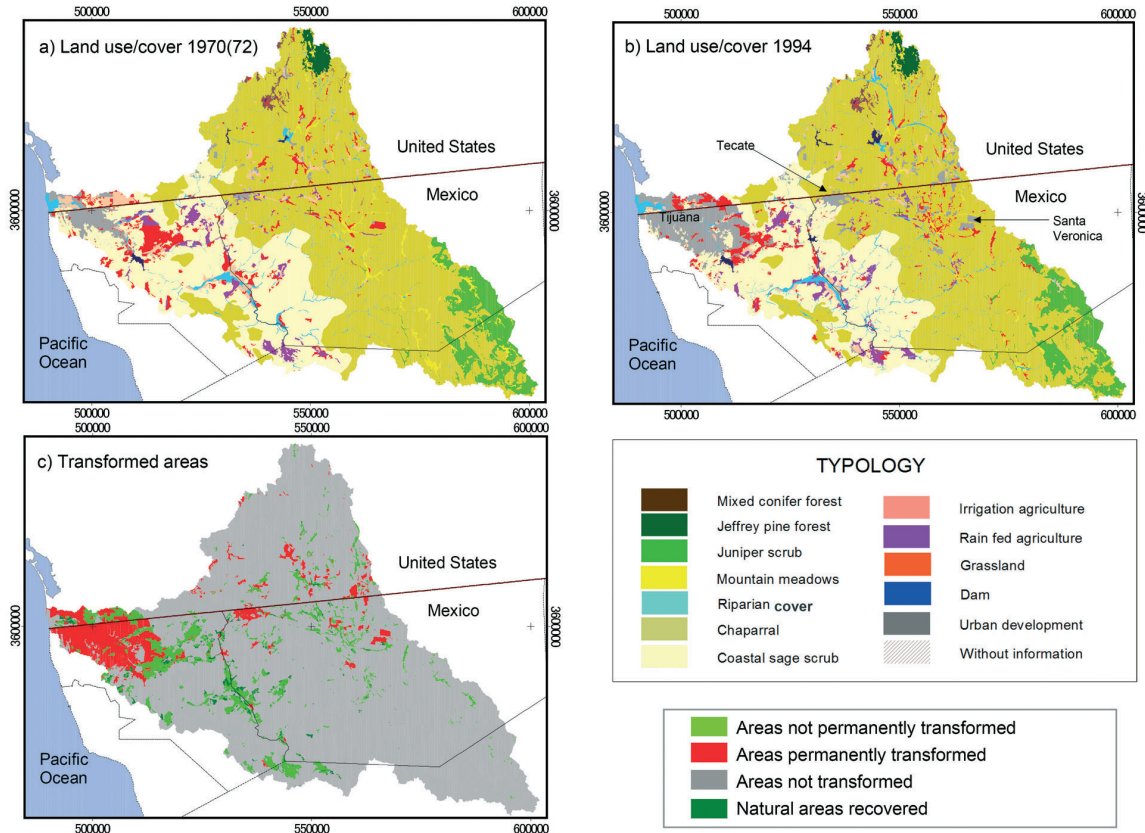 500000
550000
600000
500000
550000
600000
a) Land use/cover 1970(72)
b) Land use/cover 1994
United States
Mexico
3600000
3600000
Pacific
Ocean
500000
550000
600000
Tecate
United States
Mexico
Tijuana
Santa
Veronica
3600000
3600000
Pacific
Ocean
500000
550000
600000
c) Transformed areas
United States
Mexico
3600000
3600000
Pacific
Ocean
500000
550000
600000
TYPOLOGY
Mixed conifer forest
Jeffrey pine forest
Juniper scrub
Mountain meadows
Riparian cover
Chaparral
Coastal sage scrub
Irrigation agriculture
Rain fed agriculture
Grassland
Dam
Urban development
Without information
Areas not permanently transformed
Areas permanently transformed
Areas not transformed
Natural areas recovered